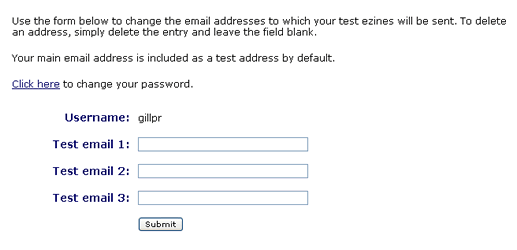 Use the form below to change the email addresses to which your test ezines will be sent. To delete
an address, simply delete the entry and leave the field blank.
Your main email address is included as a test address by default.
Click here to change your password.
Username: gillpr
Test email 1:
Test email 2:
Test email 3:
Submit